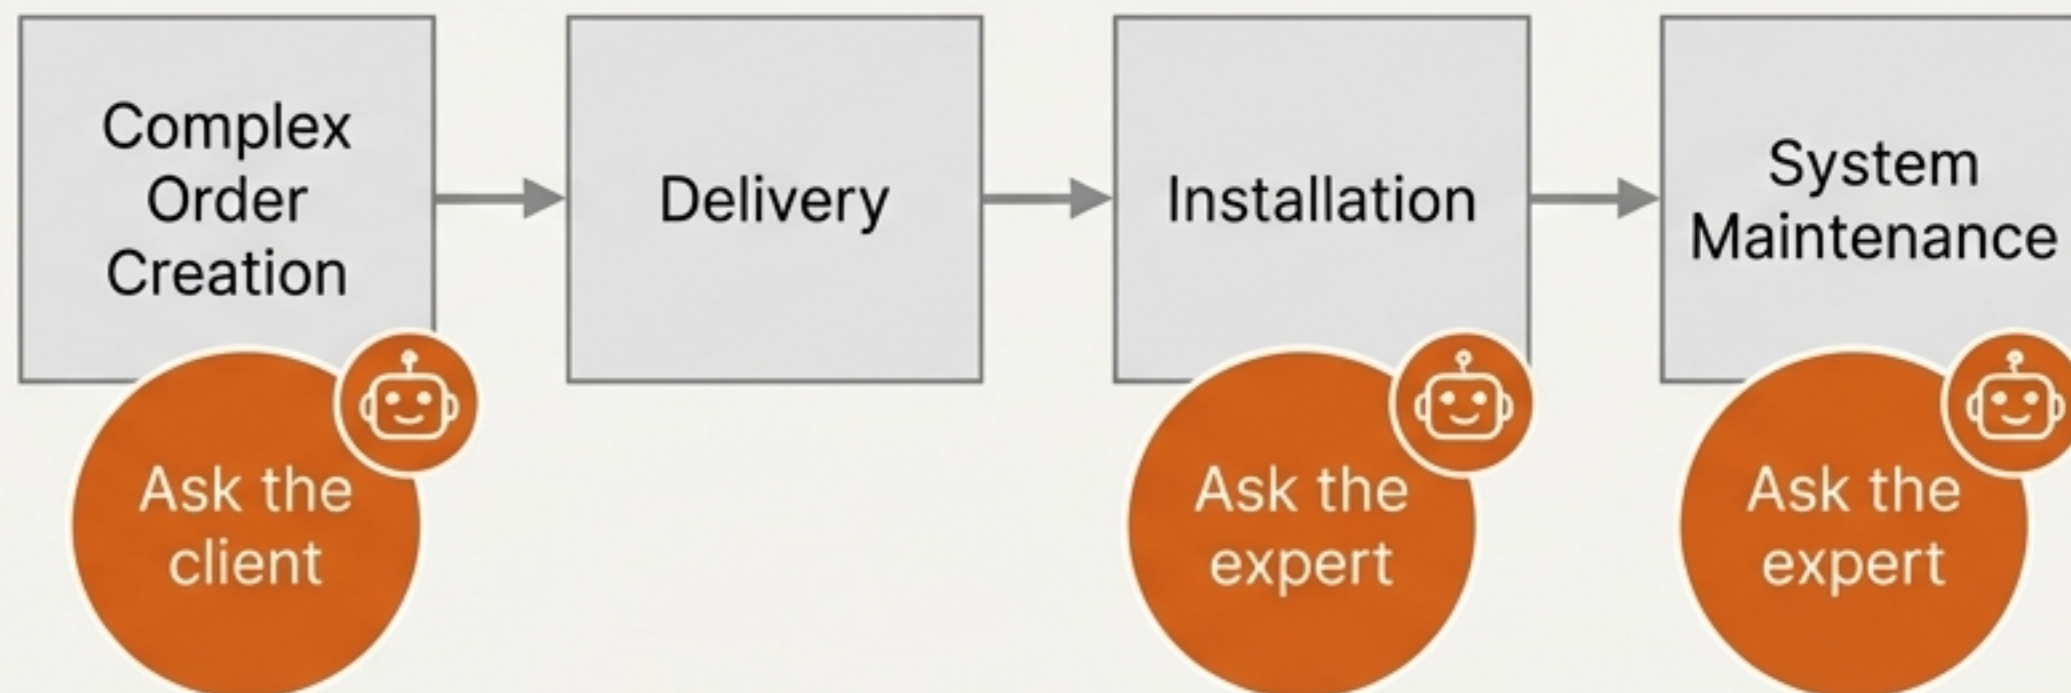 Complex
Order
Creation
Delivery
Installation
System
Maintenance
Ask the
client
Ask the
expert
Ask the
expert